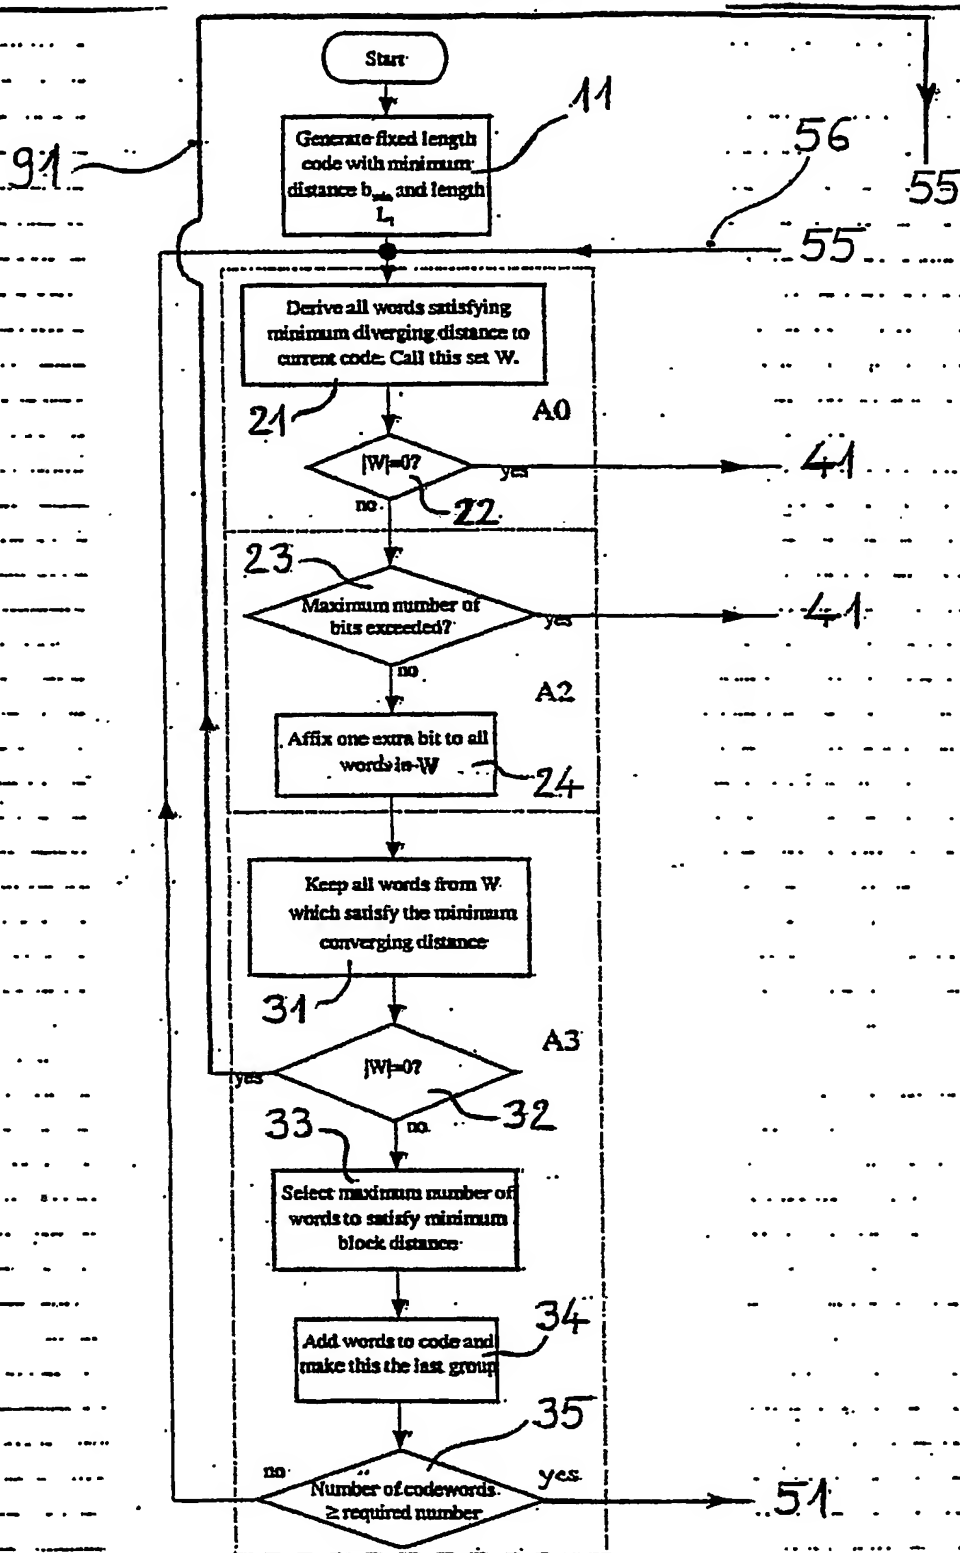 Start
11
Generate fixed length
code with minimum
distance b_min and length
L_1
91
56
55
55
Derive all words satisfying
minimum diverging distance to
current code. Call this set W.
21
A0
|W|=0?
yes
41
no
22
23
Maximum number of
bits exceeded?
yes
41
no
A2
Affix one extra bit to all
words in W
24
Keep all words from W
which satisfy the minimum
converging distance
31
A3
|W|=0?
yes
32
no
33
Select maximum number of
words to satisfy minimum
block distance
34
Add words to code and
make this the last group
35
no
Number of codewords
≥ required number
yes
51